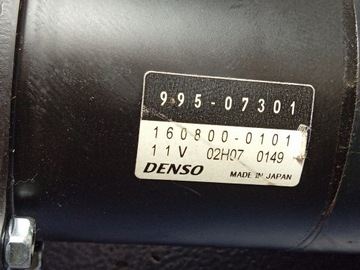 995-07301
160800-0101
11V 02H07 0149
DENSO MADE IN JAPAN